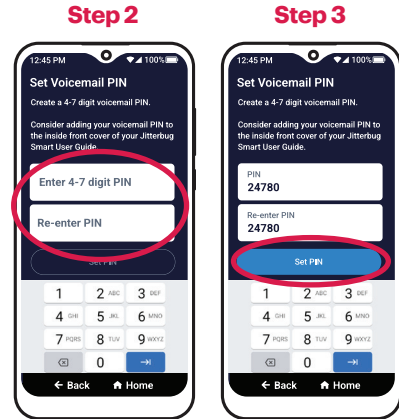 Step 2
12:45 PM 100%
Set Voicemail PIN
Create a 4-7 digit voicemail PIN.
Consider adding your voicemail PIN to
the inside front cover of your Jitterbug
Smart User Guide.
Enter 4-7 digit PIN
Re-enter PIN
Set PIN
1 2 ABC 3 DEF
4 GHI 5 JKL 6 MNO
7 PQRS 8 TUV 9 WXYZ
0
Back Home
Step 3
12:45 PM 100%
Set Voicemail PIN
Create a 4-7 digit voicemail PIN.
Consider adding your voicemail PIN to
the inside front cover of your Jitterbug
Smart User Guide.
PIN
24780
Re-enter PIN
24780
Set PIN
1 2 ABC 3 DEF
4 GHI 5 JKL 6 MNO
7 PQRS 8 TUV 9 WXYZ
0
Back Home